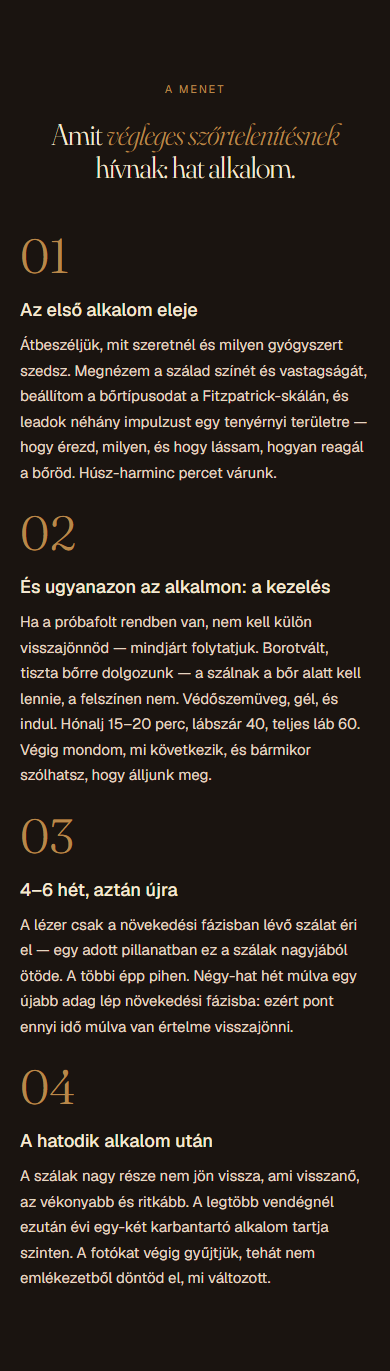 A MENET
Amit végleges szőrtelenítésnek
hívnak: hat alkalom.
01
Az első alkalom eleje
Átbeszéljük, mit szeretnél és milyen gyógyszert
szedsz. Megnézem a szálad színét és vastagságát,
beállítom a bőrtípusodat a Fitzpatrick-skálán, és
leadok néhány impulzust egy tenyérnyi területre —
hogy érezd, milyen, és hogy lássam, hogyan reagál
a bőröd. Húsz-harminc percet várunk.
02
És ugyanazon az alkalmon: a kezelés
Ha a próbafolt rendben van, nem kell külön
visszajönnöd — mindjárt folytatjuk. Borotvált,
tiszta bőrre dolgozunk — a szálnak a bőr alatt kell
lennie, a felszínen nem. Védőszemüveg, gél, és
indul. Hónalj 15–20 perc, lábszár 40, teljes láb 60.
Végig mondom, mi következik, és bármikor
szólhatsz, hogy álljunk meg.
03
4–6 hét, aztán újra
A lézer csak a növekedési fázisban lévő szálat éri
el — egy adott pillanatban ez a szálak nagyjából
ötöde. A többi épp pihen. Négy-hat hét múlva egy
újabb adag lép növekedési fázisba: ezért pont
ennyi idő múlva van értelme visszajönni.
04
A hatodik alkalom után
A szálak nagy része nem jön vissza, ami visszanő,
az vékonyabb és ritkább. A legtöbb vendégnél
ezután évi egy-két karbantartó alkalom tartja
szinten. A fotókat végig gyűjtjük, tehát nem
emlékezetből döntöd el, mi változott.